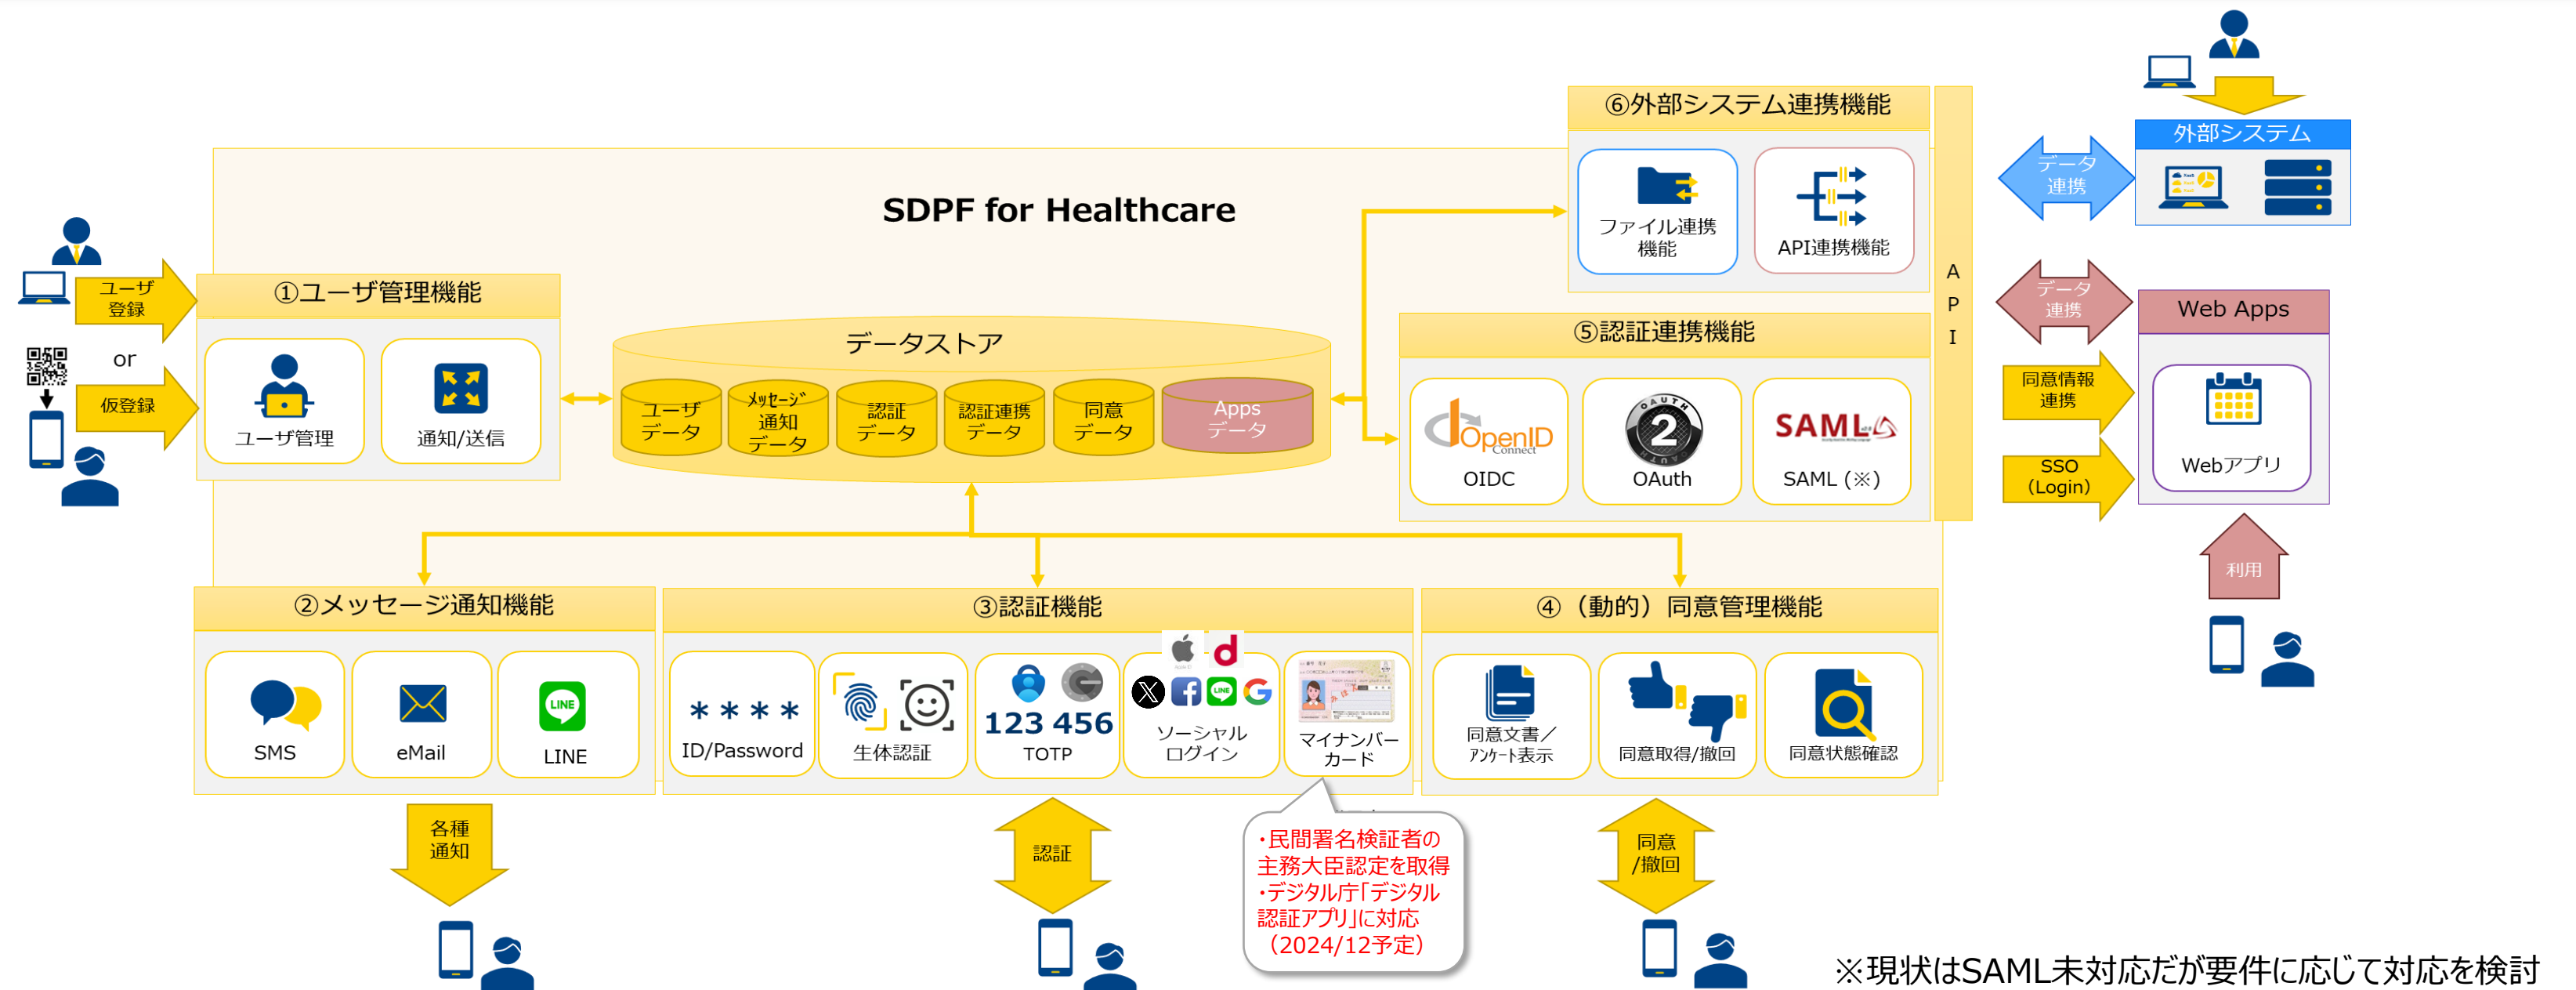 SDPF for Healthcare
ユーザ
登録
or
仮登録
①ユーザ管理機能
ユーザ管理
通知/送信
データストア
ユーザ
データ
メッセージ
通知
データ
認証
データ
認証連携
データ
同意
データ
Apps
データ
⑥外部システム連携機能
ファイル連携
機能
API連携機能
⑤認証連携機能
OpenID
Connect
OIDC
OAUTH
2
OAuth
SAML
SAML (※)
A
P
I
データ
連携
外部システム
データ
連携
同意情報
連携
SSO
（Login）
Web Apps
Webアプリ
利用
②メッセージ通知機能
SMS
eMail
LINE
LINE
各種
通知
③認証機能
＊＊＊＊
ID/Password
生体認証
123 456
TOTP
d
X
f
LINE
G
ソーシャル
ログイン
マイナンバー
カード
認証
・民間署名検証者の
主務大臣認定を取得
・デジタル庁｢デジタル
認証アプリ｣に対応
（2024/12予定）
④（動的）同意管理機能
同意文書／
アンケート表示
同意取得/撤回
同意状態確認
同意
/撤回
※現状はSAML未対応だが要件に応じて対応を検討